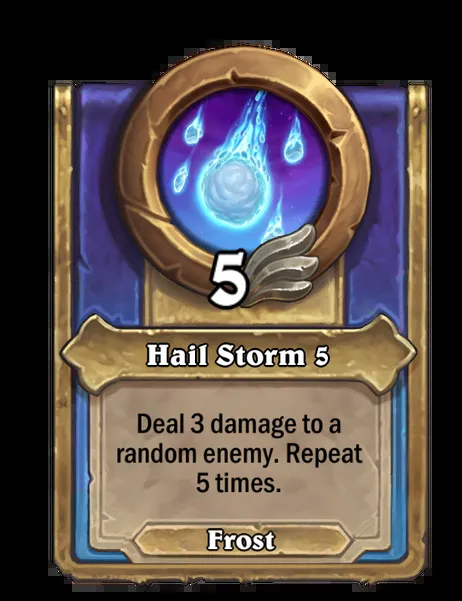 5
Hail Storm 5
Deal 3 damage to a
random enemy. Repeat
5 times.
Frost